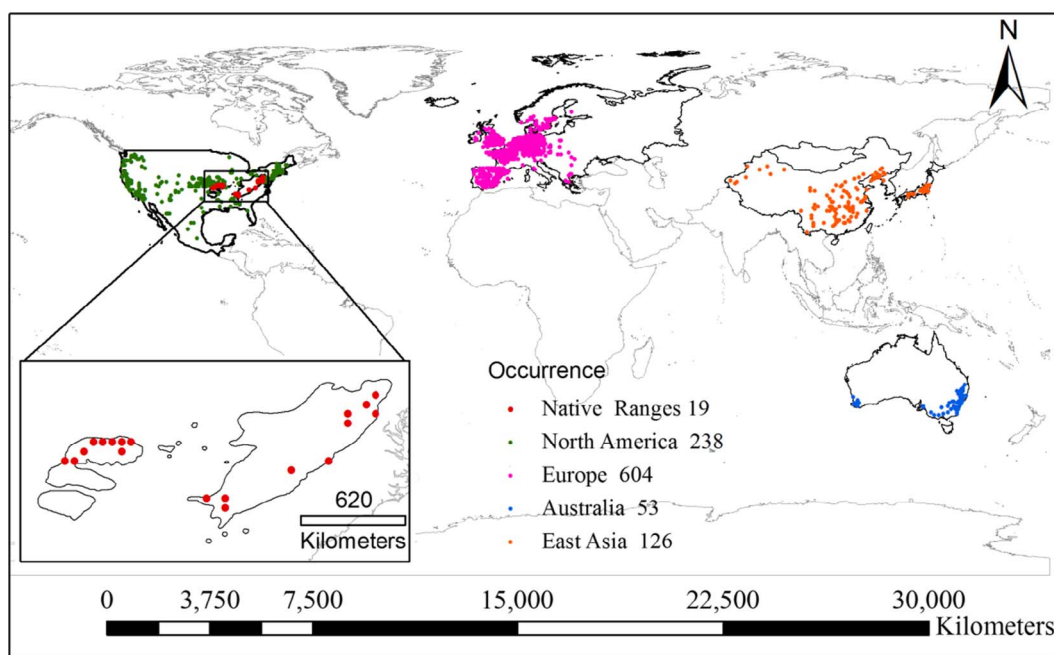 N
Occurrence
Native Ranges 19
North America 238
Europe 604
Australia 53
East Asia 126
620
Kilometers
0 3,750 7,500 15,000 22,500 30,000
Kilometers